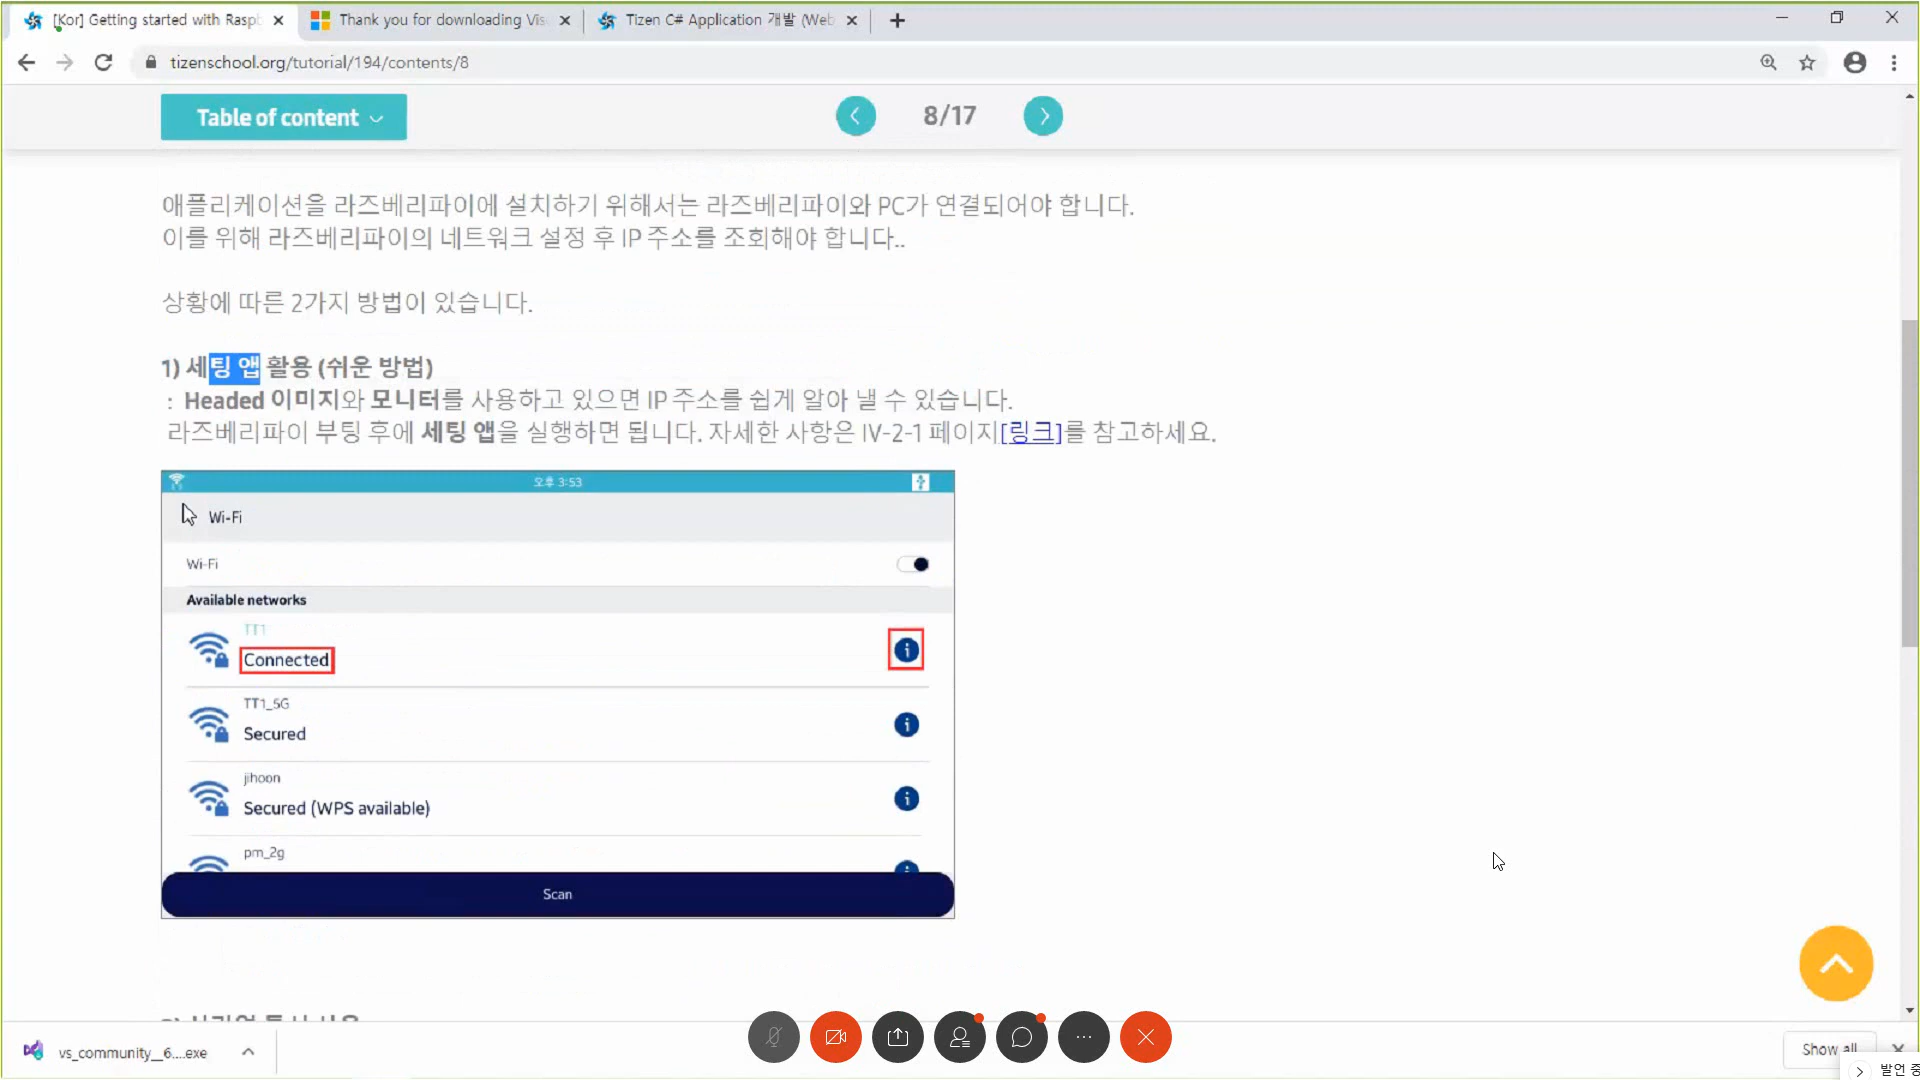 [Kor] Getting started with Rasp
Thank you for downloading Vis
Tizen C# Application 개발 (Web
tizenschool.org/tutorial/194/contents/8
Table of content
8/17
애플리케이션을 라즈베리파이에 설치하기 위해서는 라즈베리파이와 PC가 연결되어야 합니다.
이를 위해 라즈베리파이의 네트워크 설정 후 IP 주소를 조회해야 합니다..
상황에 따른 2가지 방법이 있습니다.
1) 세팅 앱 활용 (쉬운 방법)
: Headed 이미지와 모니터를 사용하고 있으면 IP 주소를 쉽게 알아 낼 수 있습니다.
라즈베리파이 부팅 후에 세팅 앱을 실행하면 됩니다. 자세한 사항은 IV-2-1 페이지[링크]를 참고하세요.
오후 3:53
Wi-Fi
Wi-Fi
Available networks
TT1
Connected
TT1_5G
Secured
jihoon
Secured (WPS available)
pm_2g
Scan
vs_community__6....exe
Show all
발언 중